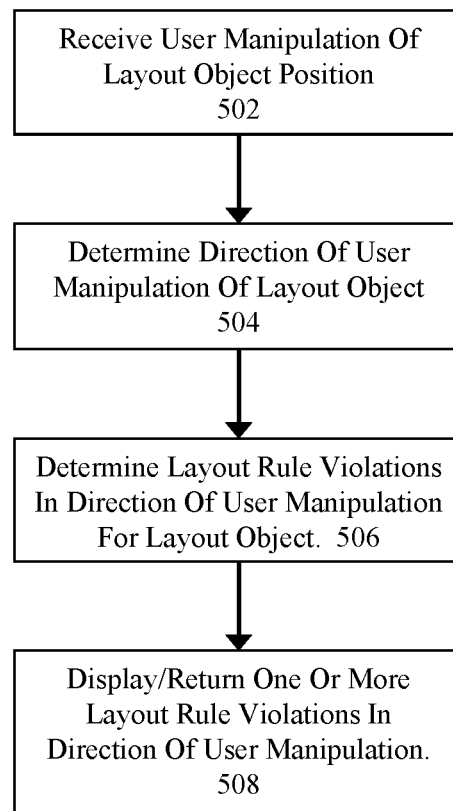 Receive User Manipulation Of
Layout Object Position
502
Determine Direction Of User
Manipulation Of Layout Object
504
Determine Layout Rule Violations
In Direction Of User Manipulation
For Layout Object. 506
Display/Return One Or More
Layout Rule Violations In
Direction Of User Manipulation.
508